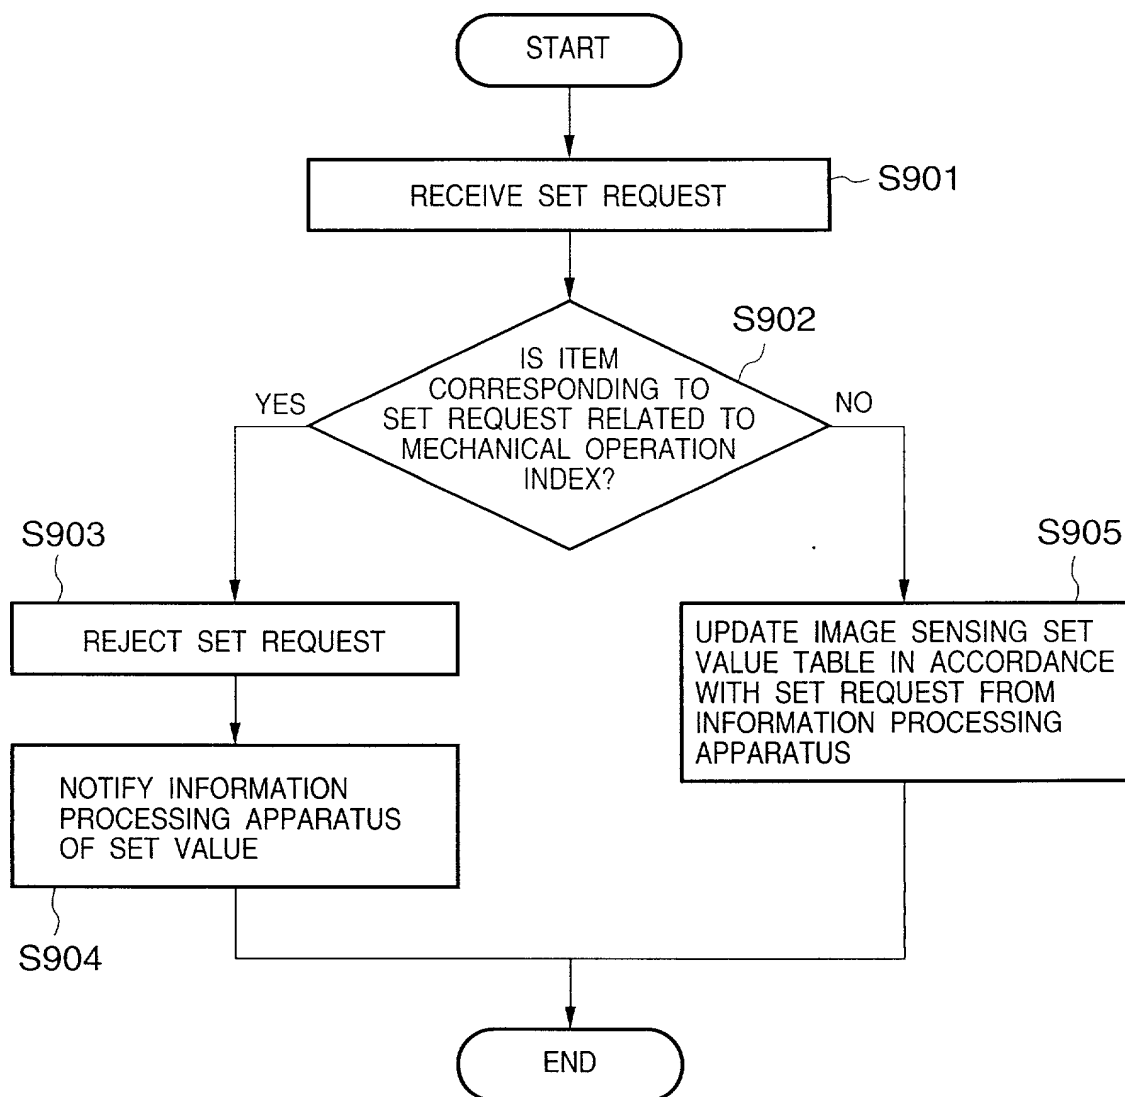 START
RECEIVE SET REQUEST
S901
S902
IS ITEM
CORRESPONDING TO
SET REQUEST RELATED TO
MECHANICAL OPERATION
INDEX?
YES
NO
S903
REJECT SET REQUEST
S905
UPDATE IMAGE SENSING SET
VALUE TABLE IN ACCORDANCE
WITH SET REQUEST FROM
INFORMATION PROCESSING
APPARATUS
NOTIFY INFORMATION
PROCESSING APPARATUS
OF SET VALUE
S904
END